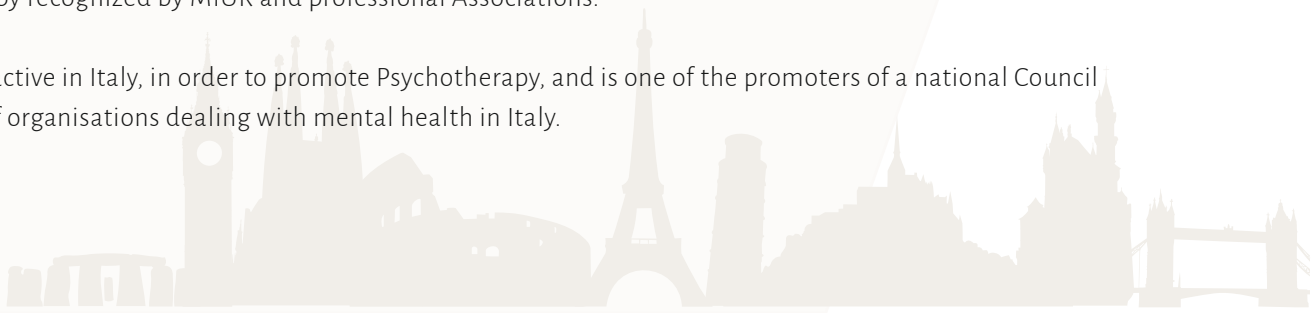 by recognized by MIUR and professional Associations.
active in Italy, in order to promote Psychotherapy, and is one of the promoters of a national Council
organisations dealing with mental health in Italy.